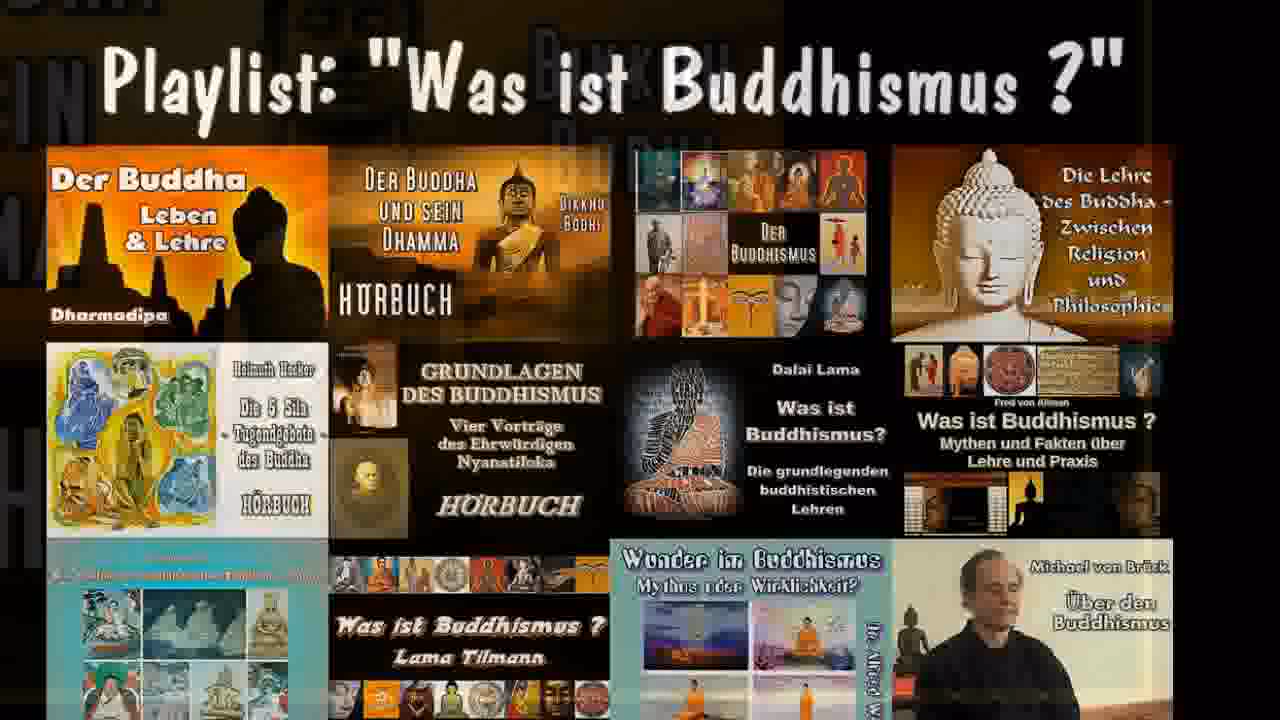 Playlist: "Was ist Buddhismus ?"
Der Buddha
Leben
& Lehre
Dharmadipa
DER BUDDHA
UND SEIN
DHAMMA
BIKKHU
BODHI
HÖRBUCH
DER
BUDDHISMUS
Die Lehre
des Buddha -
Zwischen
Religion
und
Philosophie
Helmuth Hecker
Die 5 Sila
- Tugendgebote -
des Buddha
HÖRBUCH
GRUNDLAGEN
DES BUDDHISMUS
Vier Vorträge
des Ehrwürdigen
Nyanatiloka
HÖRBUCH
Dalai Lama
Was ist
Buddhismus?
Die grundlegenden
buddhistischen
Lehren
Fred von Allmen
Was ist Buddhismus ?
Mythen und Fakten über
Lehre und Praxis
Was ist Buddhismus ?
Lama Tilmann
Wunder im Buddhismus
Mythus oder Wirklichkeit?
Dr. Alfred W
Michael von Brück
Über den
Buddhismus